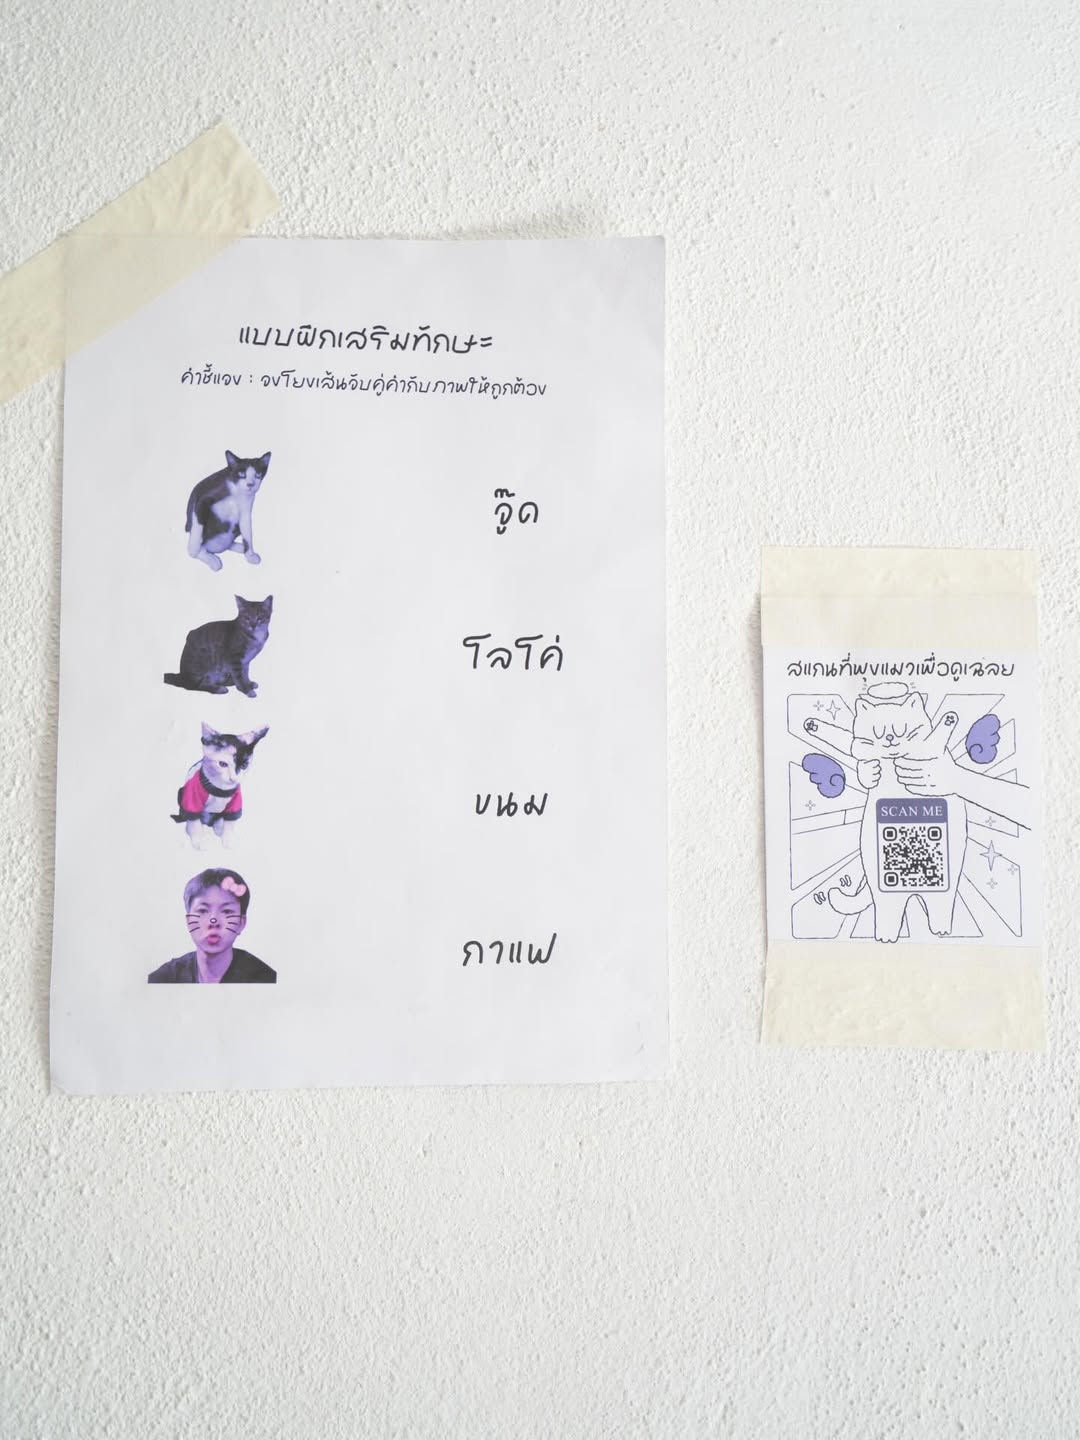 แบบฝึกเสริมทักษะ
คำชี้แจง : จงโยงเส้นจับคู่คำกับภาพให้ถูกต้อง
จู๊ด
โลโค่
ขนม
กาแฟ
สแกนที่พุงแมวเพื่อดูเฉลย
SCAN ME